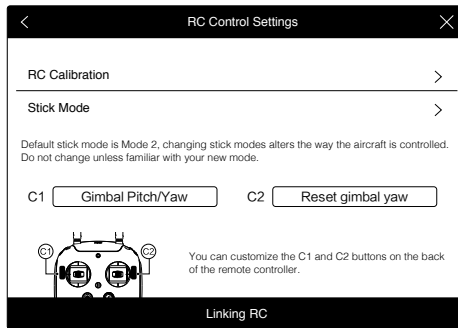 RC Control Settings
RC Calibration
Stick Mode
Default stick mode is Mode 2, changing stick modes alters the way the aircraft is controlled.
Do not change unless familiar with your new mode.
C1 Gimbal Pitch/Yaw C2 Reset gimbal yaw
C1 C2
You can customize the C1 and C2 buttons on the back
of the remote controller.
Linking RC